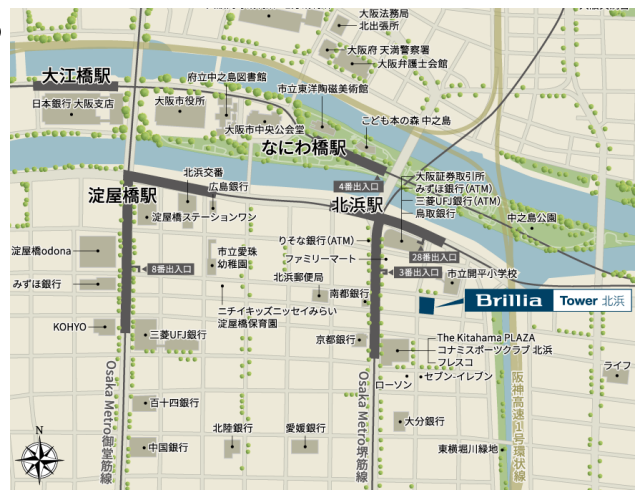 大阪法務局
北出張所
大阪府 天満警察署
大阪弁護士会館
大江橋駅
府立中之島図書館
市立東洋陶磁美術館
日本銀行 大阪支店
大阪市役所
こども本の森 中之島
大阪市中央公会堂
なにわ橋駅
北浜交番
広島銀行
4番出入口
大阪証券取引所
みずほ銀行(ATM)
三菱UFJ銀行(ATM)
鳥取銀行
淀屋橋駅
北浜駅
淀屋橋ステーションワン
中之島公園
淀屋橋odona
市立愛珠
幼稚園
りそな銀行(ATM)
ファミリーマート
28番出入口
8番出入口
3番出入口
市立開平小学校
みずほ銀行
北浜郵便局
南都銀行
ニチイキッズニッセイみらい
淀屋橋保育園
Brillia Tower 北浜
KOHYO
三菱UFJ銀行
京都銀行
The Kitahama PLAZA
コナミスポーツクラブ 北浜
フレスコ
ローソン
セブン-イレブン
ライフ
Osaka Metro御堂筋線
Osaka Metro堺筋線
阪神高速1号環状線
百十四銀行
大分銀行
北陸銀行
愛媛銀行
中国銀行
東横堀川緑地
N